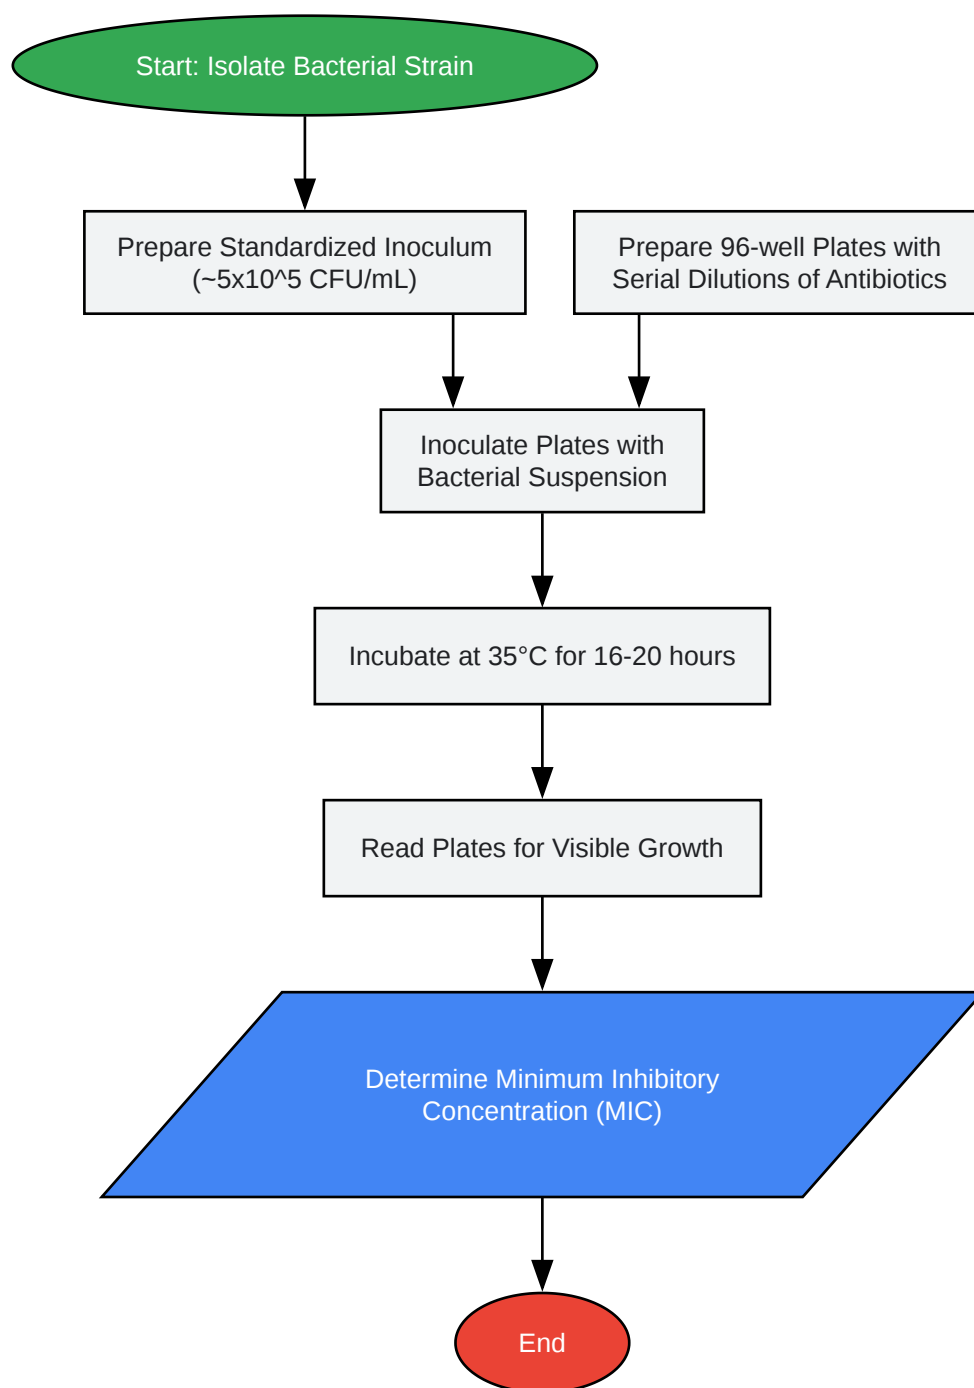 Start: Isolate Bacterial Strain
Prepare Standardized Inoculum
(~5x10^5 CFU/mL)
Prepare 96-well Plates with
Serial Dilutions of Antibiotics
Inoculate Plates with
Bacterial Suspension
Incubate at 35°C for 16-20 hours
Read Plates for Visible Growth
Determine Minimum Inhibitory
Concentration (MIC)
End